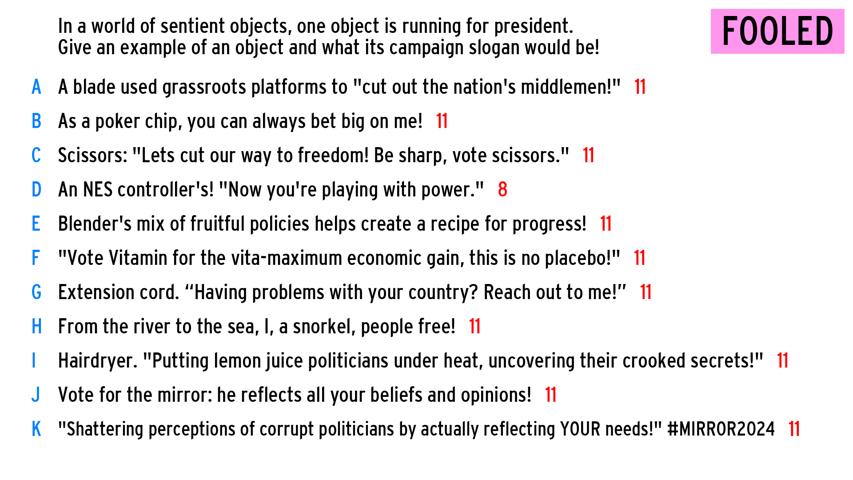 In a world of sentient objects, one object is running for president.
Give an example of an object and what its campaign slogan would be!
FOOLED
A A blade used grassroots platforms to "cut out the nation's middlemen!" 11
B As a poker chip, you can always bet big on me! 11
C Scissors: "Lets cut our way to freedom! Be sharp, vote scissors." 11
D An NES controller's! "Now you're playing with power." 8
E Blender's mix of fruitful policies helps create a recipe for progress! 11
F "Vote Vitamin for the vita-maximum economic gain, this is no placebo!" 11
G Extension cord. “Having problems with your country? Reach out to me!” 11
H From the river to the sea, I, a snorkel, people free! 11
I Hairdryer. "Putting lemon juice politicians under heat, uncovering their crooked secrets!" 11
J Vote for the mirror: he reflects all your beliefs and opinions! 11
K "Shattering perceptions of corrupt politicians by actually reflecting YOUR needs!" #MIRROR2024 11